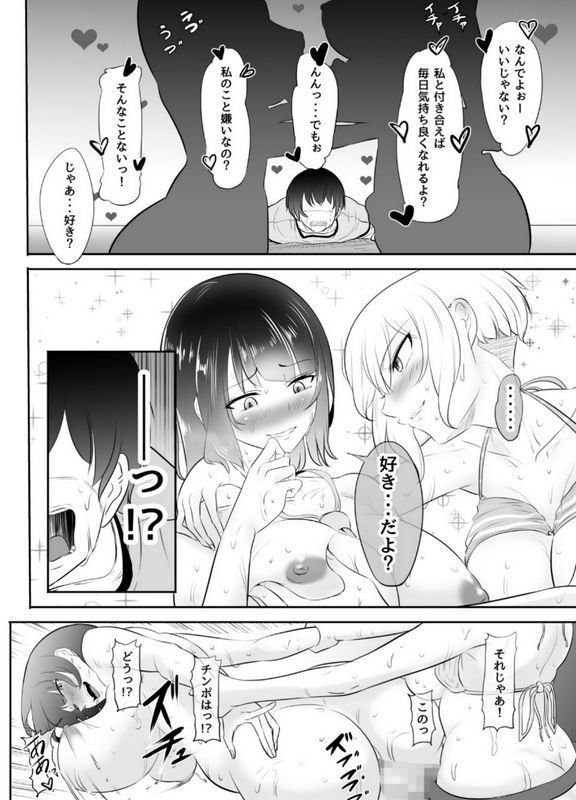 なんでよぉー
いいじゃない?
イチャ
イチャ
私と付き合えば
毎日気持ち良くなれるよ?
んんっ・・・でもぉ
うづ
うづ
私のこと嫌いなの?
そんなことないっ!
じゃあ・・・好き?
・・・・・・
好き・・・だよ?
ーっ!?
それじゃあ!
このっ
チンポはっ!?
どうっ!?
ズチュ